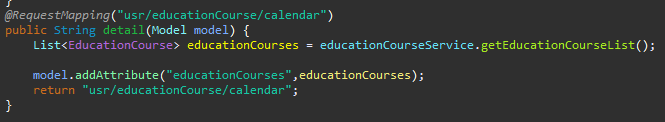 }
@RequestMapping("usr/educationCourse/calendar")
public String detail(Model model) {
    List<EducationCourse> educationCourses = educationCourseService.getEducationCourseList();

    model.addAttribute("educationCourses",educationCourses);
    return "usr/educationCourse/calendar";
}